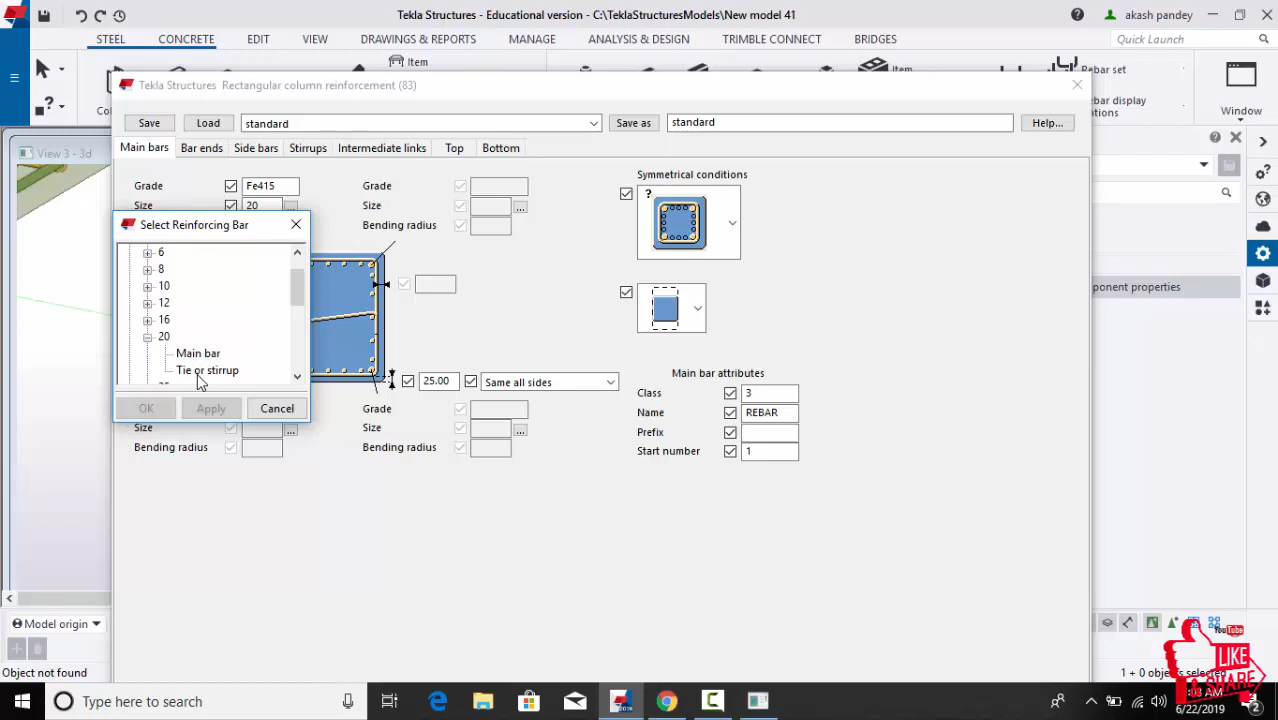 Tekla Structures - Educational version - C:\TeklaStructuresModels\New model 41
akash pandey
STEEL CONCRETE EDIT VIEW DRAWINGS & REPORTS MANAGE ANALYSIS & DESIGN TRIMBLE CONNECT BRIDGES
Quick Launch
Item
Item
Rebar set
Window
Tekla Structures Rectangular column reinforcement (83)
Save Load standard Save as standard Help...
Main bars Bar ends Side bars Stirrups Intermediate links Top Bottom
View 3 - 3d
Grade Fe415 Grade Symmetrical conditions
Size 20 ... Size ...
Bending radius
?
Select Reinforcing Bar
6
8
10
12
16
20
Main bar
Tie or stirrup
OK Apply Cancel
25.00 Same all sides
Grade
Size ... Size ...
Bending radius Bending radius
Main bar attributes
Class 3
Name REBAR
Prefix
Start number 1
Model origin
Object not found
YouTube
LIKE
SHARE
Type here to search
6/22/2019
2